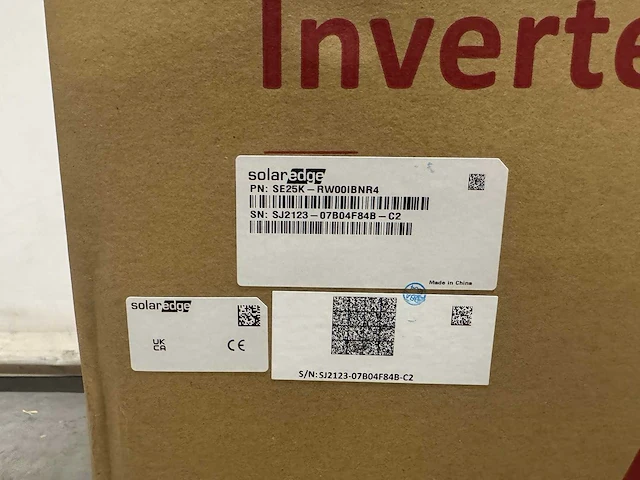 Inverte
solaredge
PN: SE25K-RW00IBNR4
SN: SJ2123-07B04F84B-C2
Made in China
solaredge
UK
CA
CE
S/N: SJ2123-07B04F84B-C2